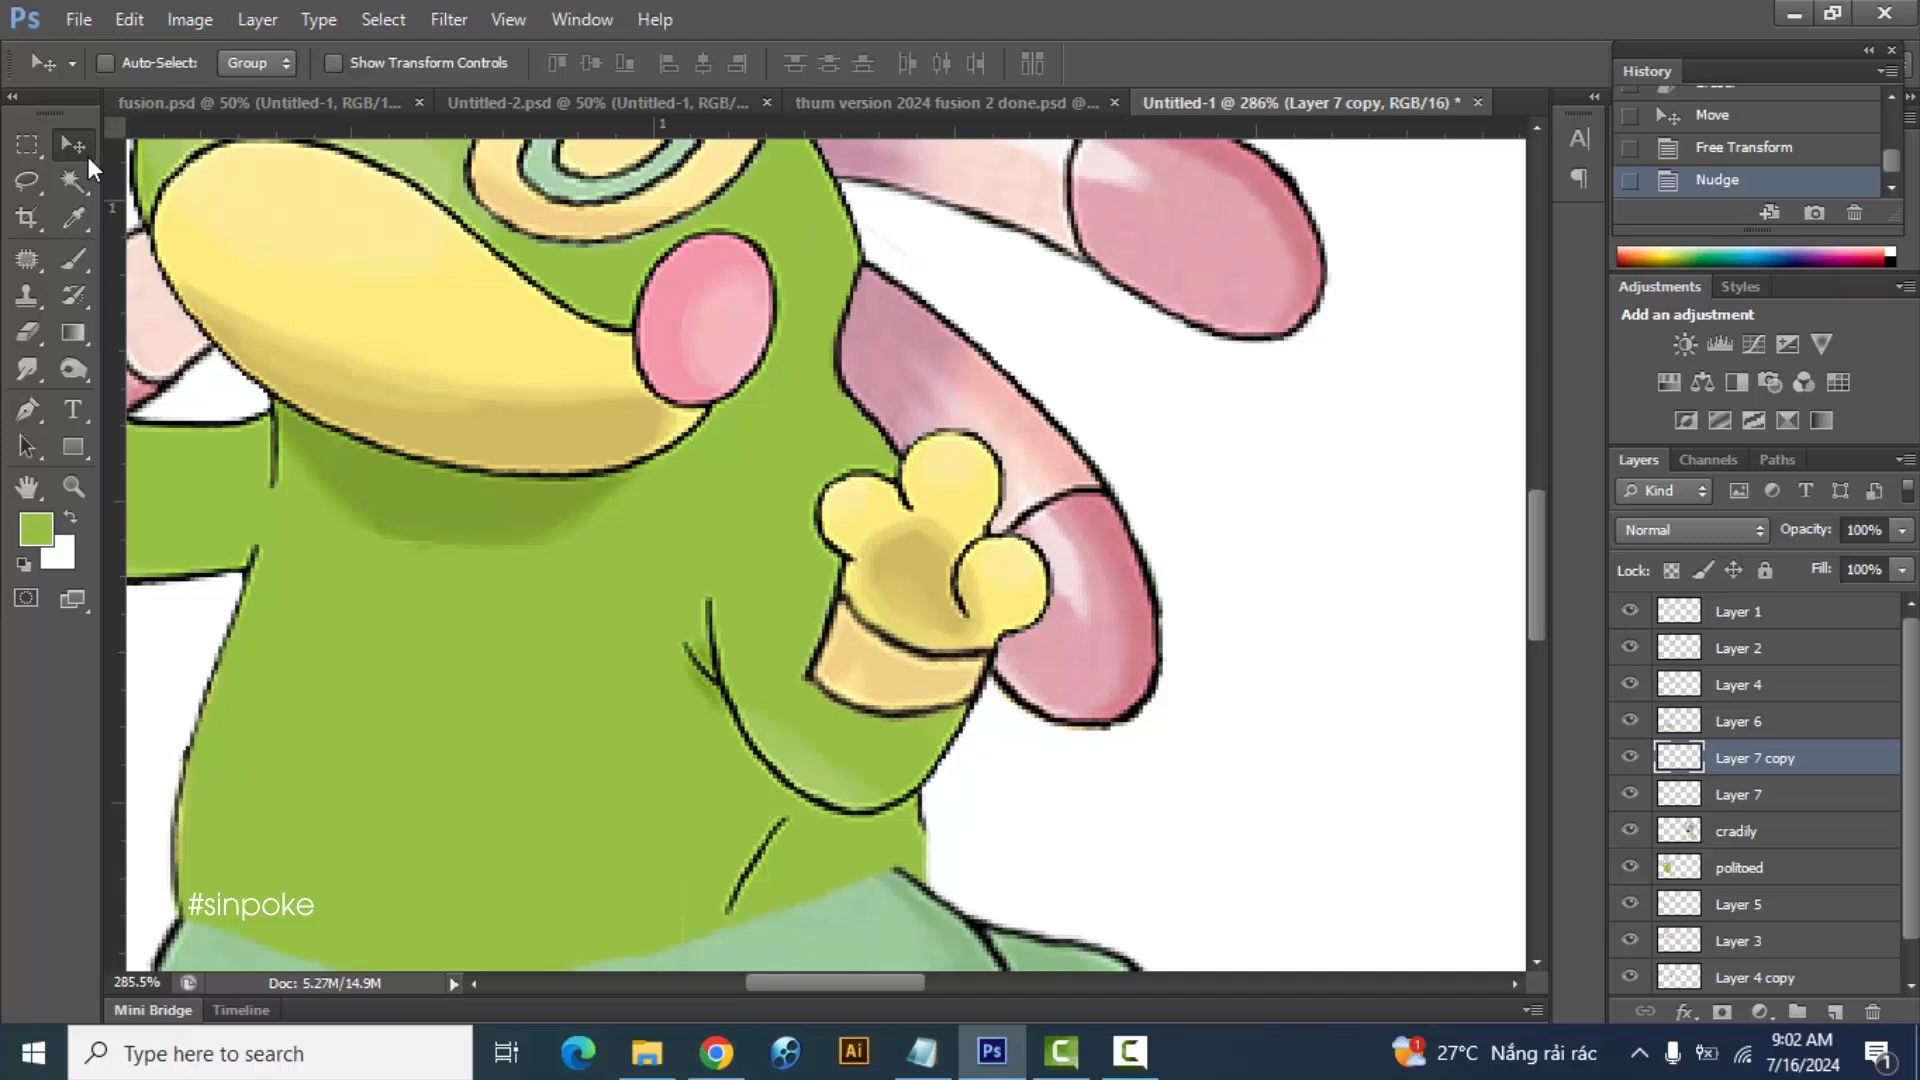 Ps File Edit Image Layer Type Select Filter View Window Help
Auto-Select: Group Show Transform Controls
fusion.psd @ 50% (Untitled-1, RGB/1... × Untitled-2.psd @ 50% (Untitled-1, RGB/... × thum version 2024 fusion 2 done.psd @... × Untitled-1 @ 286% (Layer 7 copy, RGB/16) * ×
1
1
History
Move
Free Transform
Nudge
Adjustments Styles
Add an adjustment
Layers Channels Paths
Kind
Normal Opacity: 100%
Lock: Fill: 100%
Layer 1
Layer 2
Layer 4
Layer 6
Layer 7 copy
Layer 7
cradily
politoed
Layer 5
Layer 3
Layer 4 copy
#sinpoke
285.5% Doc: 5.27M/14.9M
Mini Bridge Timeline
Type here to search
Ai Ps
27°C Nắng rải rác
9:02 AM
7/16/2024
1